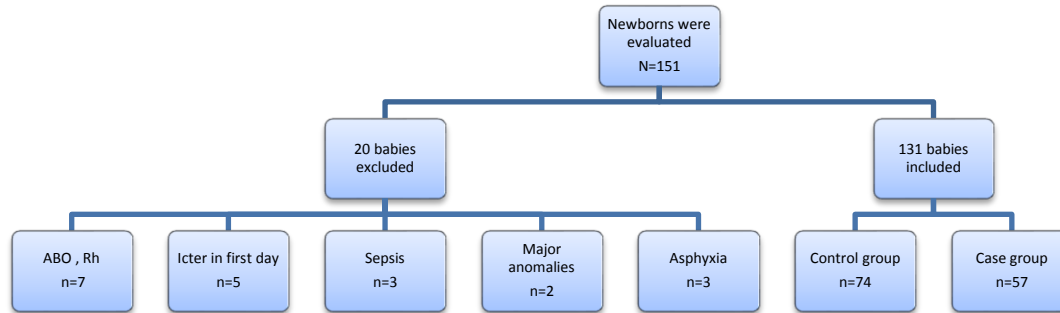 Newborns were
evaluated
N=151
20 babies
excluded
131 babies
included
ABO , Rh
n=7
Icter in first day
n=5
Sepsis
n=3
Major
anomalies
n=2
Asphyxia
n=3
Control group
n=74
Case group
n=57